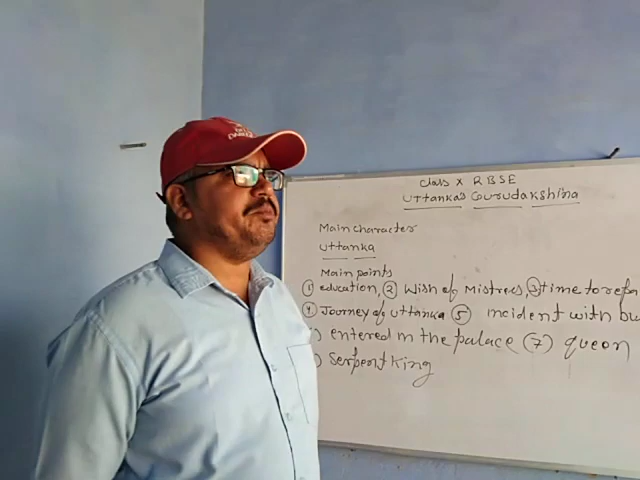 Class X RBSE
Uttanka's Gurudakshina
Main character
Uttanka
Main points
① education, ② Wish of Mistress, ③ time to
④ Journey of Uttanka ⑤ incident with
entered in the palace (7) queen
Serpent king